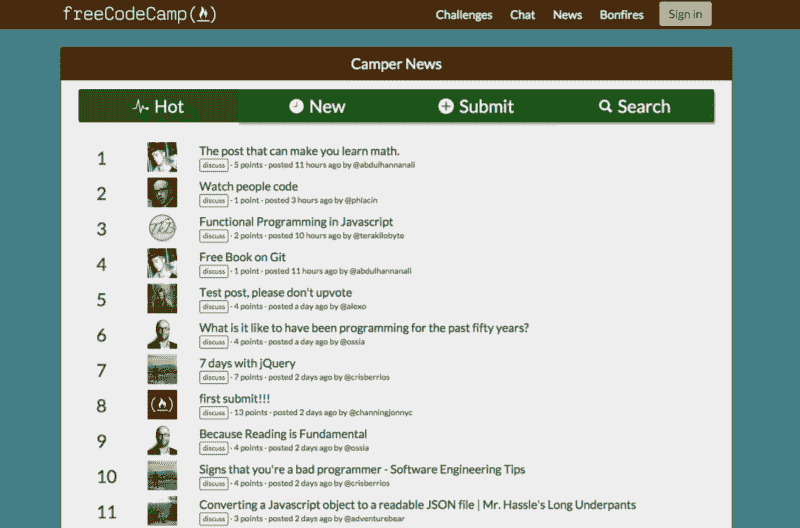 freeCodeCamp(🔥) Challenges Chat News Bonfires Sign in
Camper News
Hot New Submit Search
1 The post that can make you learn math.
discuss · 5 points · posted 11 hours ago by @abdulhannanali
2 Watch people code
discuss · 1 point · posted 3 hours ago by @phlacin
3 Functional Programming in Javascript
discuss · 2 points · posted 10 hours ago by @terakilobyte
4 Free Book on Git
discuss · 1 point · posted 11 hours ago by @abdulhannanali
5 Test post, please don't upvote
discuss · 4 points · posted a day ago by @alexo
6 What is it like to have been programming for the past fifty years?
discuss · 4 points · posted a day ago by @ossia
7 7 days with jQuery
discuss · 7 points · posted 2 days ago by @crisberrios
8 first submit!!!
discuss · 13 points · posted 2 days ago by @channingjonnyc
9 Because Reading is Fundamental
discuss · 4 points · posted 2 days ago by @ossia
10 Signs that you're a bad programmer - Software Engineering Tips
discuss · 4 points · posted 2 days ago by @crisberrios
11 Converting a Javascript object to a readable JSON file | Mr. Hassle's Long Underpants
discuss · 3 points · posted 2 days ago by @adventurebear